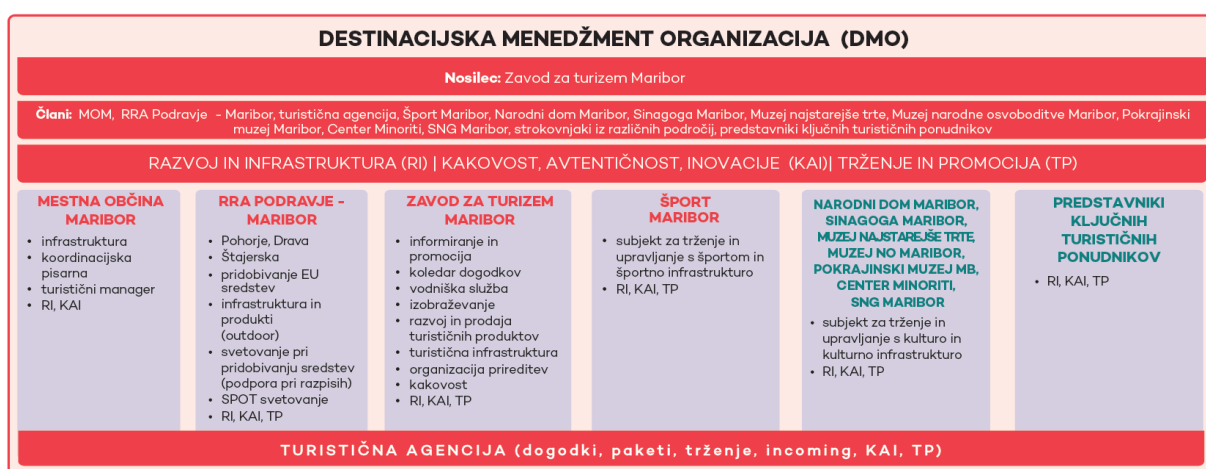 DESTINACIJSKA MENEDŽMENT ORGANIZACIJA (DMO)
Nosilec: Zavod za turizem Maribor
Člani: MOM, RRA Podravje - Maribor, turistična agencija, Šport Maribor, Narodni dom Maribor, Sinagoga Maribor, Muzej najstarejše trte, Muzej narodne osvoboditve Maribor, Pokrajinski
muzej Maribor, Center Minoriti, SNG Maribor, strokovnjaki iz različnih področij, predstavniki ključnih turističnih ponudnikov
RAZVOJ IN INFRASTRUKTURA (RI) | KAKOVOST, AVTENTIČNOST, INOVACIJE (KAI)| TRŽENJE IN PROMOCIJA (TP)
MESTNA OBČINA
MARIBOR
• infrastruktura
• koordinacijska
pisarna
• turistični manager
• RI, KAI
RRA PODRAVJE -
MARIBOR
• Pohorje, Drava
• Štajerska
• pridobivanje EU
sredstev
• infrastruktura in
produkti
(outdoor)
• svetovanje pri
pridobivanju sredstev
(podpora pri razpisih)
• SPOT svetovanje
• RI, KAI, TP
ZAVOD ZA TURIZEM
MARIBOR
• informiranje in
promocija
• koledar dogodkov
• vodniška služba
• izobraževanje
• razvoj in prodaja
turističnih produktov
• turistična infrastruktura
• organizacija prireditev
• kakovost
• RI, KAI, TP
ŠPORT
MARIBOR
• subjekt za trženje in
upravljanje s športom in
športno infrastrukturo
• RI, KAI, TP
NARODNI DOM MARIBOR,
SINAGOGA MARIBOR,
MUZEJ NAJSTAREJŠE TRTE,
MUZEJ NO MARIBOR,
POKRAJINSKI MUZEJ MB,
CENTER MINORITI,
SNG MARIBOR
• subjekt za trženje in
upravljanje s kulturo in
kulturno infrastrukturo
• RI, KAI, TP
PREDSTAVNIKI
KLJUČNIH
TURISTIČNIH
PONUDNIKOV
• RI, KAI, TP
TURISTIČNA AGENCIJA (dogodki, paketi, trženje, incoming, KAI, TP)